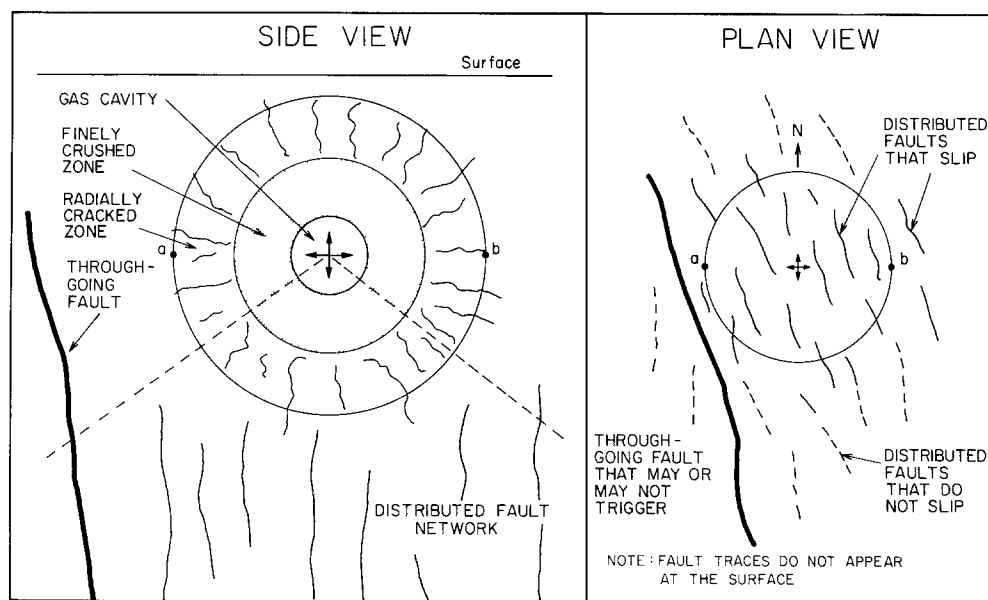 SIDE VIEW
Surface
GAS CAVITY
FINELY
CRUSHED
ZONE
RADIALLY
CRACKED
ZONE
a
b
THROUGH-
GOING
FAULT
DISTRIBUTED FAULT
NETWORK
PLAN VIEW
N
DISTRIBUTED
FAULTS
THAT SLIP
a
b
THROUGH-
GOING FAULT
THAT MAY OR
MAY NOT
TRIGGER
DISTRIBUTED
FAULTS
THAT DO
NOT SLIP
NOTE: FAULT TRACES DO NOT APPEAR
AT THE SURFACE